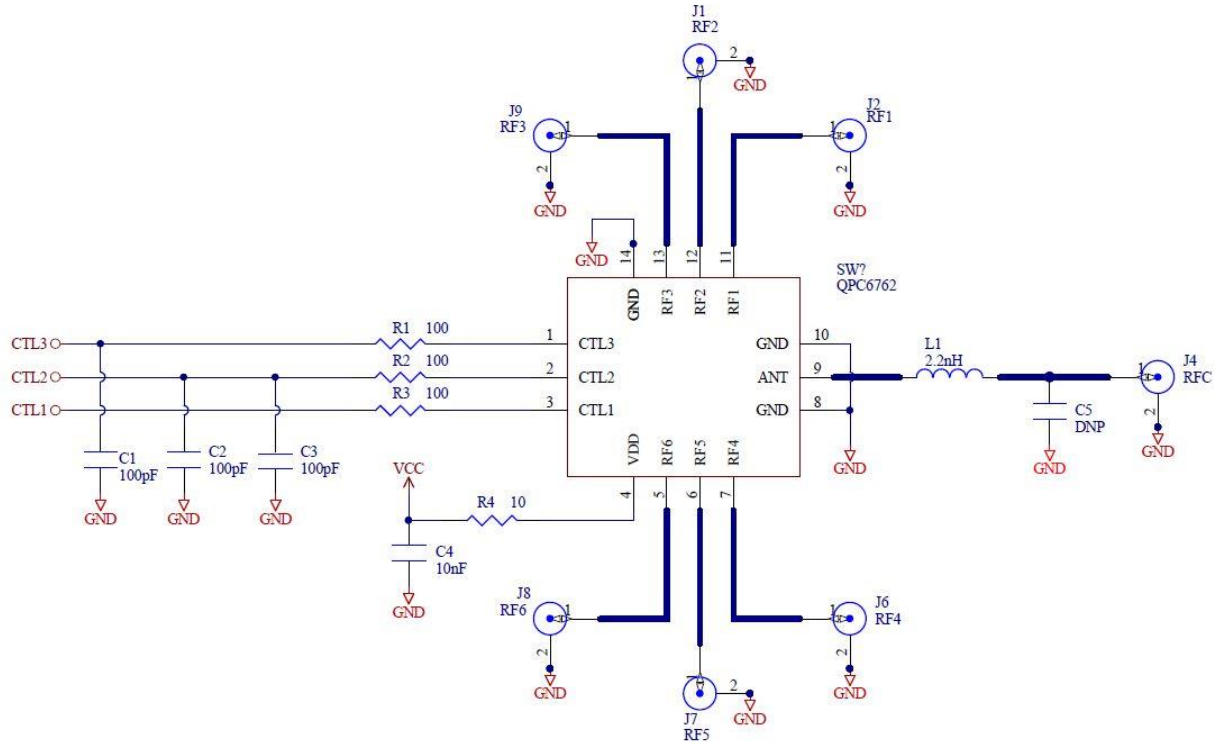 J1
RF2
2
1
GND
J9
RF3
1
2
GND
J2
RF1
1
2
GND
GND
14
13
12
11
SW?
QPC6762
GND
RF3
RF2
RF1
CTL3
R1 100
1
CTL3
GND
10
L1
2.2nH
J4
RFC
1
2
GND
CTL2
R2 100
2
CTL2
ANT
9
CTL1
R3 100
3
CTL1
GND
8
C5
DNP
GND
GND
C1
100pF
GND
C2
100pF
GND
C3
100pF
GND
VDD
RF6
RF5
RF4
4
5
6
7
VCC
R4 10
C4
10nF
GND
J8
RF6
1
2
GND
J6
RF4
1
2
GND
1
2
GND
J7
RF5